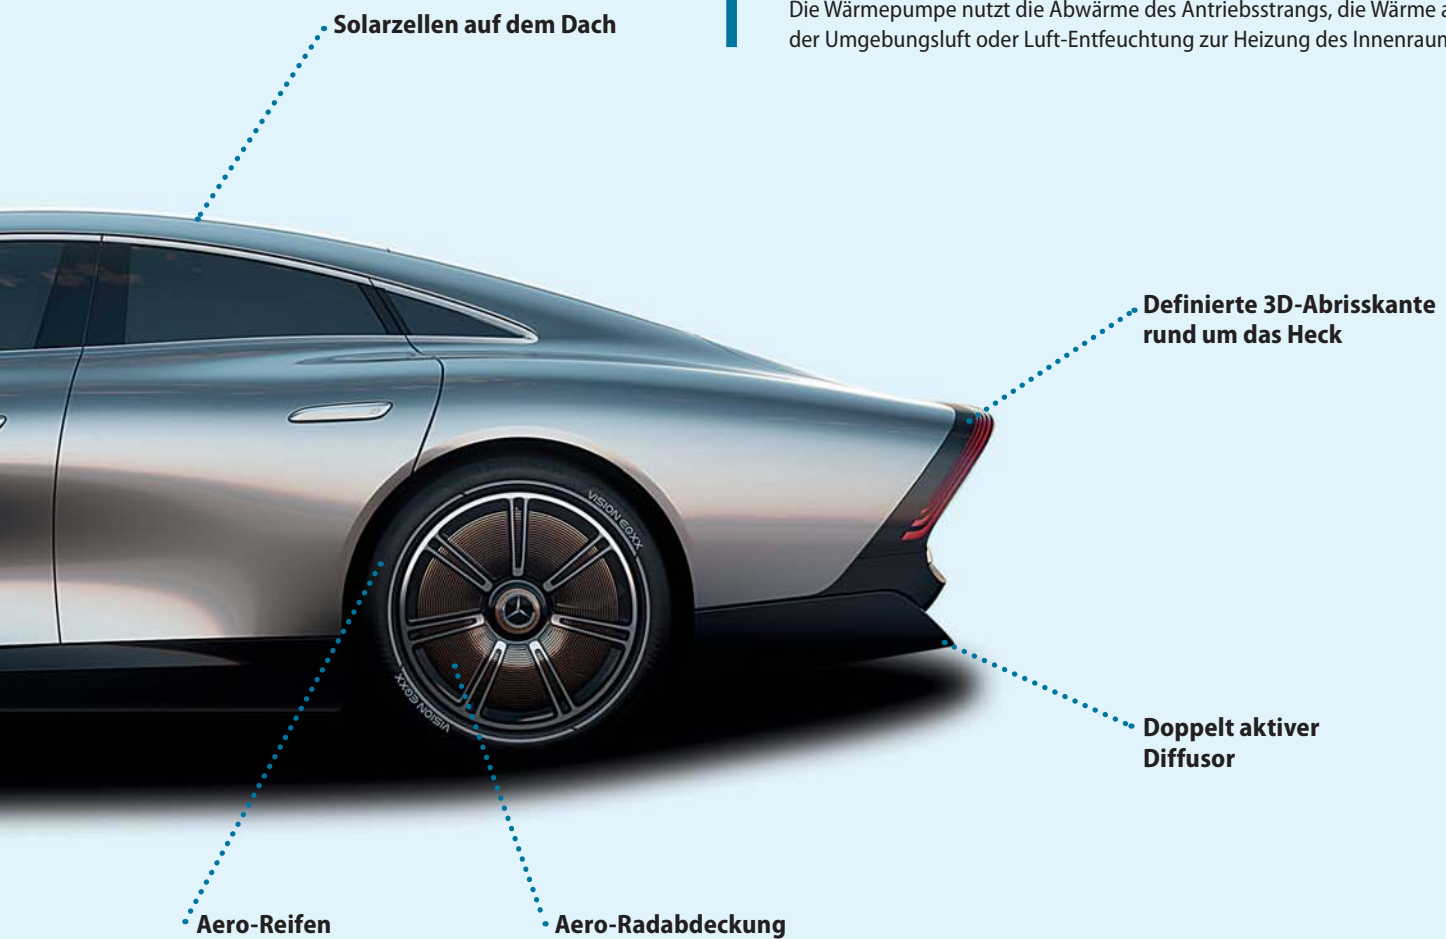 Solarzellen auf dem Dach
Die Wärmepumpe nutzt die Abwärme des Antriebsstrangs, die Wärme
der Umgebungsluft oder Luft-Entfeuchtung zur Heizung des
Definierte 3D-Abrisskante
rund um das Heck
VISION EQXX
VISION EQXX
Doppelt aktiver
Diffusor
Aero-Reifen
Aero-Radabdeckung